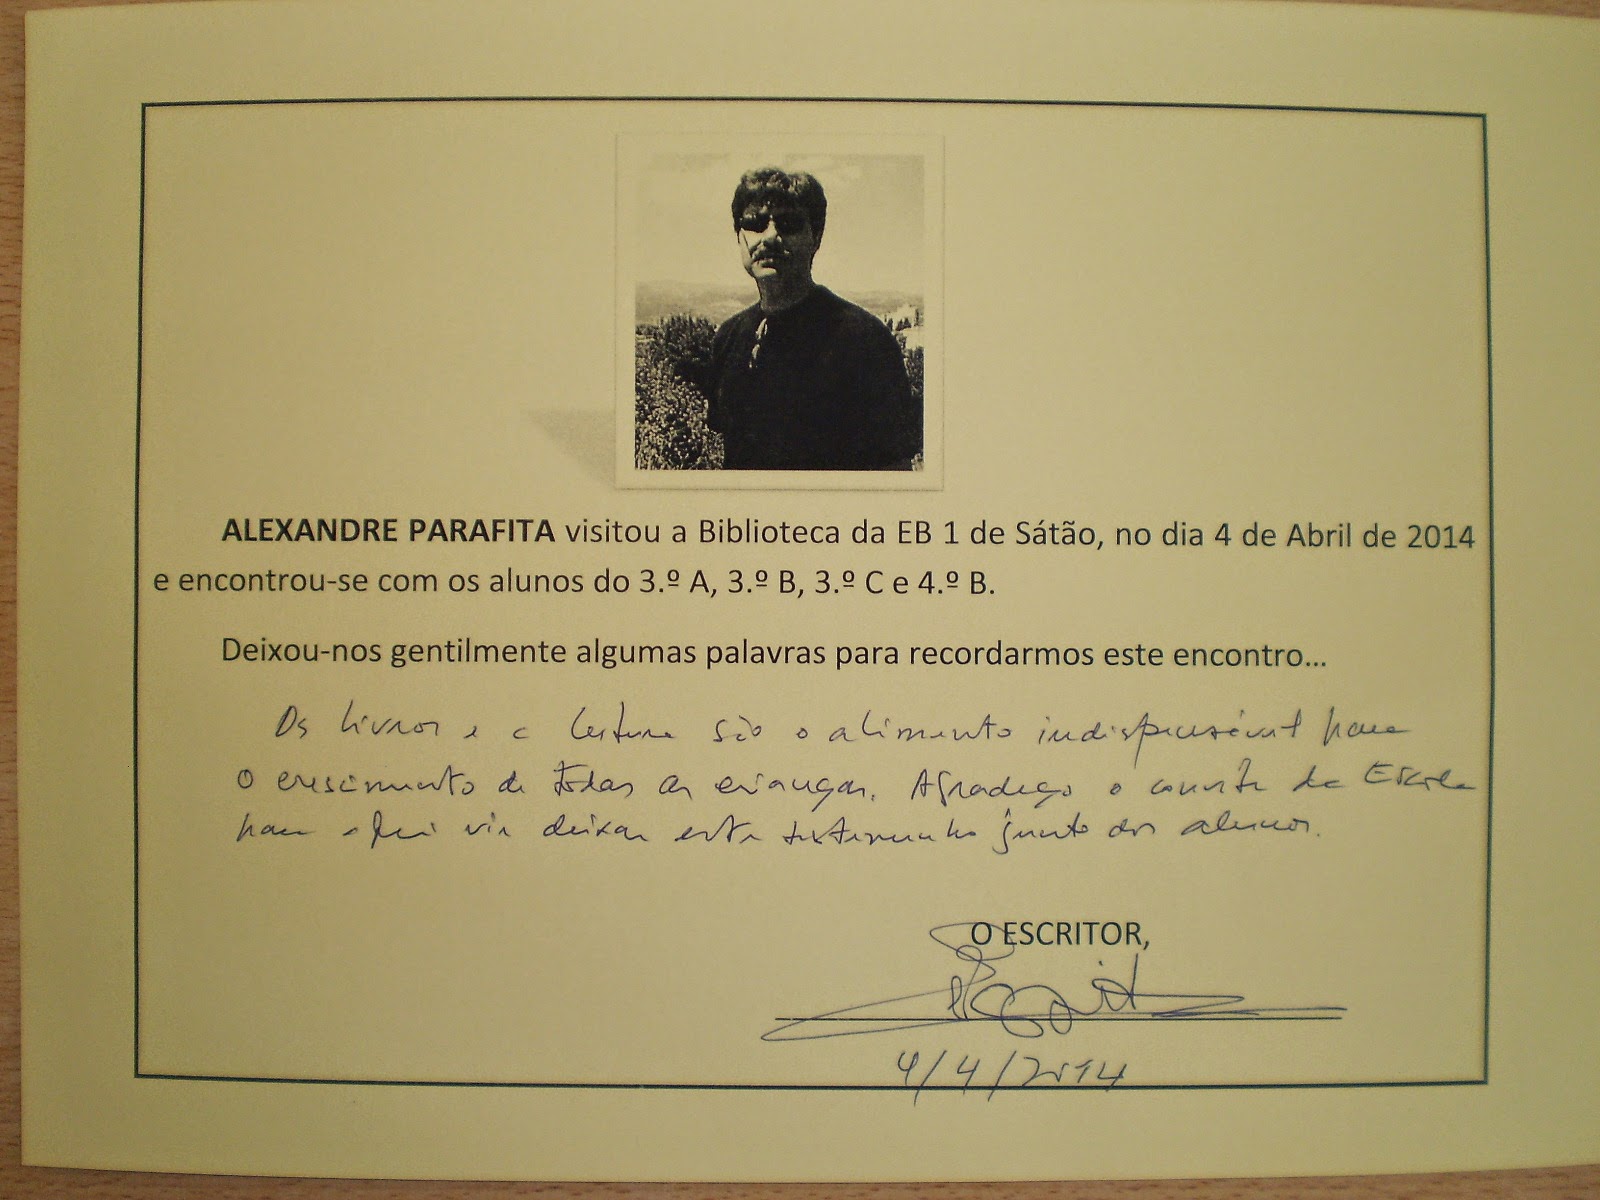 ALEXANDRE PARAFITA visitou a Biblioteca da EB 1 de Sátão, no dia 4 de Abril de 2014
e encontrou-se com os alunos do 3.º A, 3.º B, 3.º C e 4.º B.
Deixou-nos gentilmente algumas palavras para recordarmos este encontro...
Os livros e a leitura são o alimento indispensável para
o crescimento de todas as crianças. Agradeço o convite da Escola
para aqui vir deixar este testemunho junto dos alunos.
O ESCRITOR,
4/4/2014